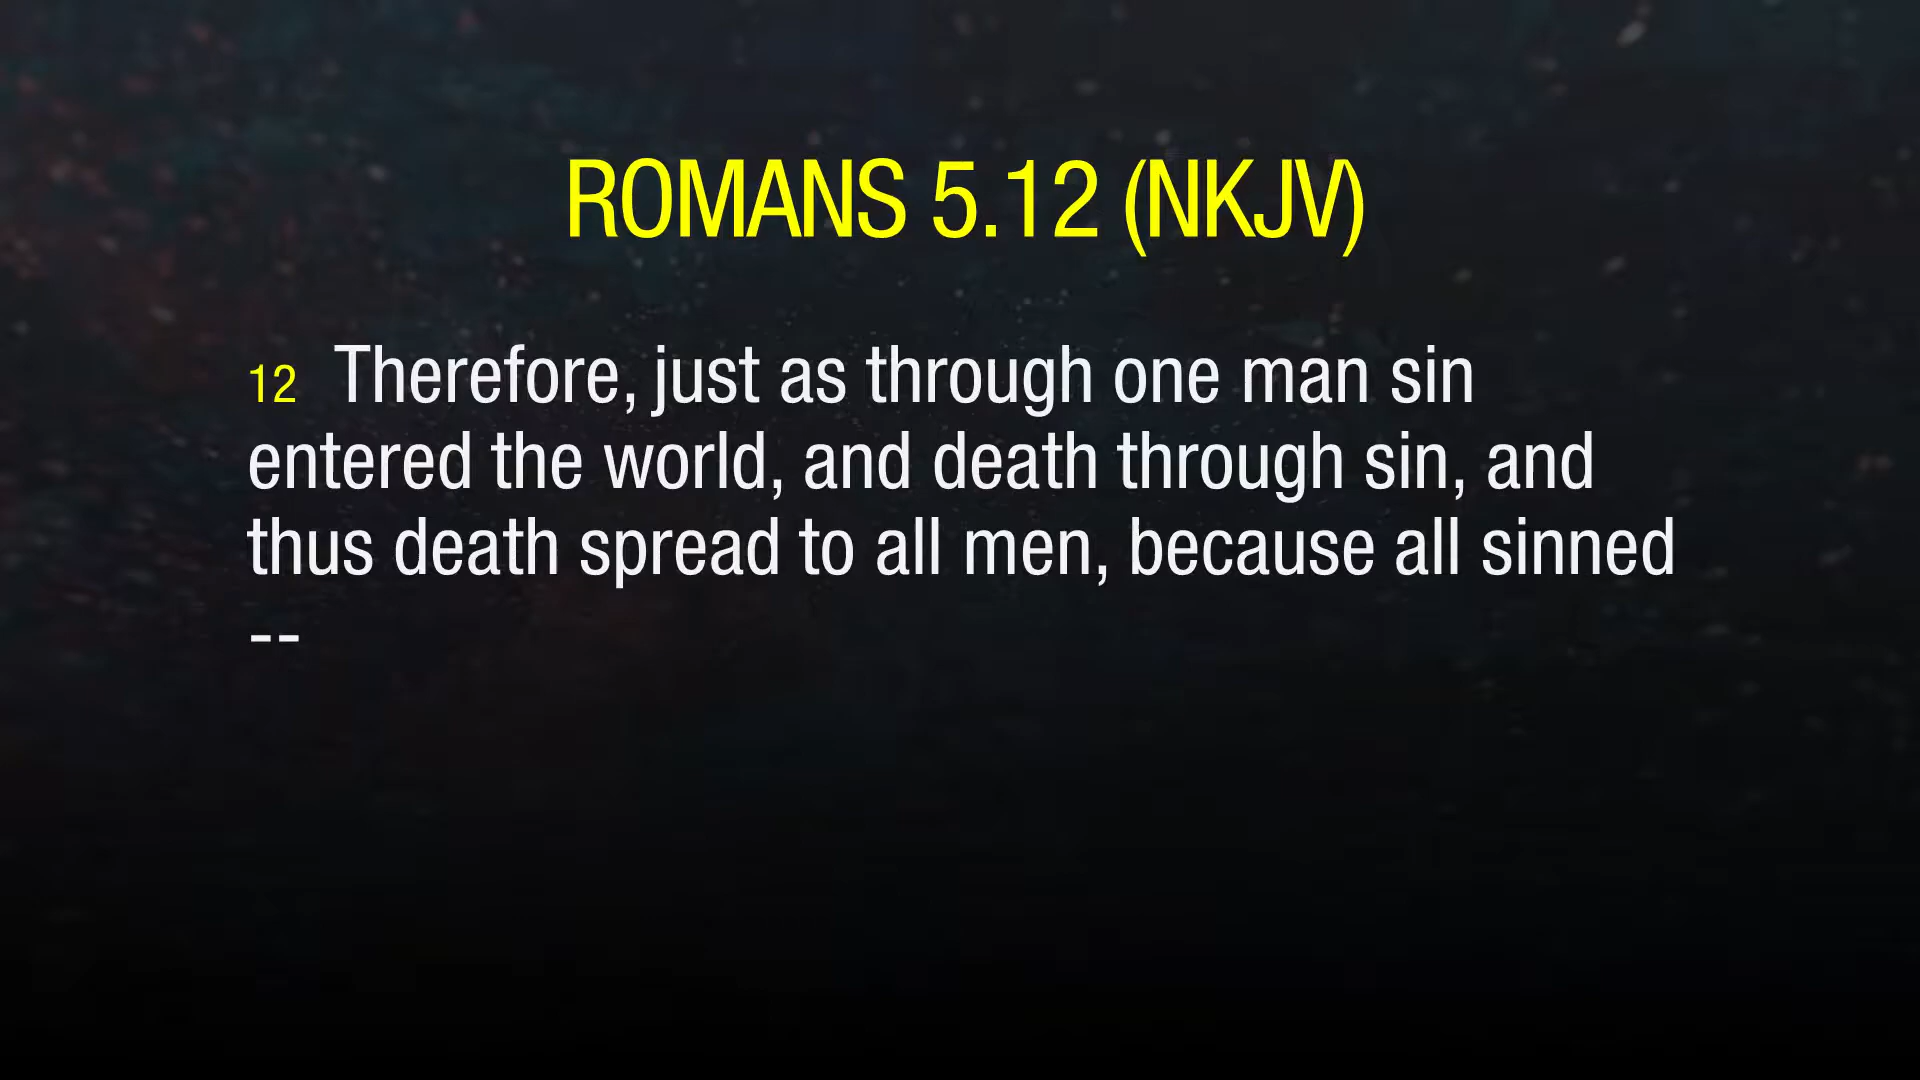 ROMANS 5.12 (NKJV)
12 Therefore, just as through one man sin
entered the world, and death through sin, and
thus death spread to all men, because all sinned
--